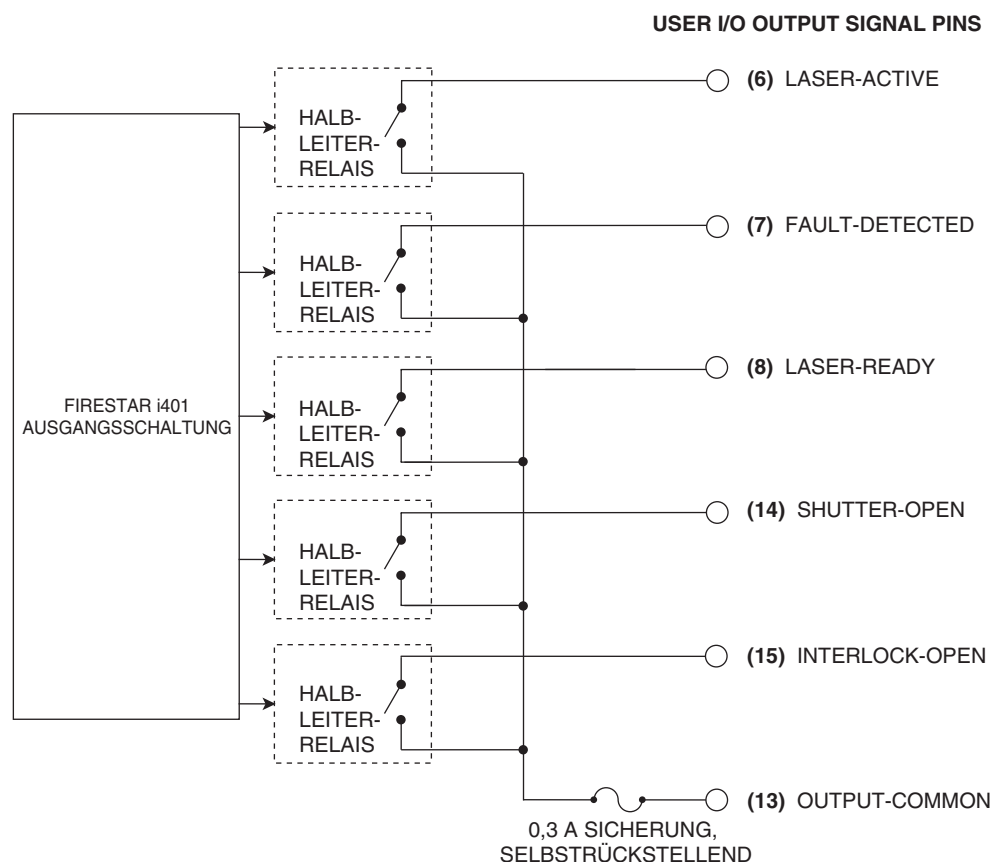 USER I/O OUTPUT SIGNAL PINS
HALB-
LEITER-
RELAIS
(6) LASER-ACTIVE
HALB-
LEITER-
RELAIS
(7) FAULT-DETECTED
FIRESTAR i401
AUSGANGSSCHALTUNG
HALB-
LEITER-
RELAIS
(8) LASER-READY
HALB-
LEITER-
RELAIS
(14) SHUTTER-OPEN
HALB-
LEITER-
RELAIS
(15) INTERLOCK-OPEN
(13) OUTPUT-COMMON
0,3 A SICHERUNG,
SELBSTRÜCKSTELLEND